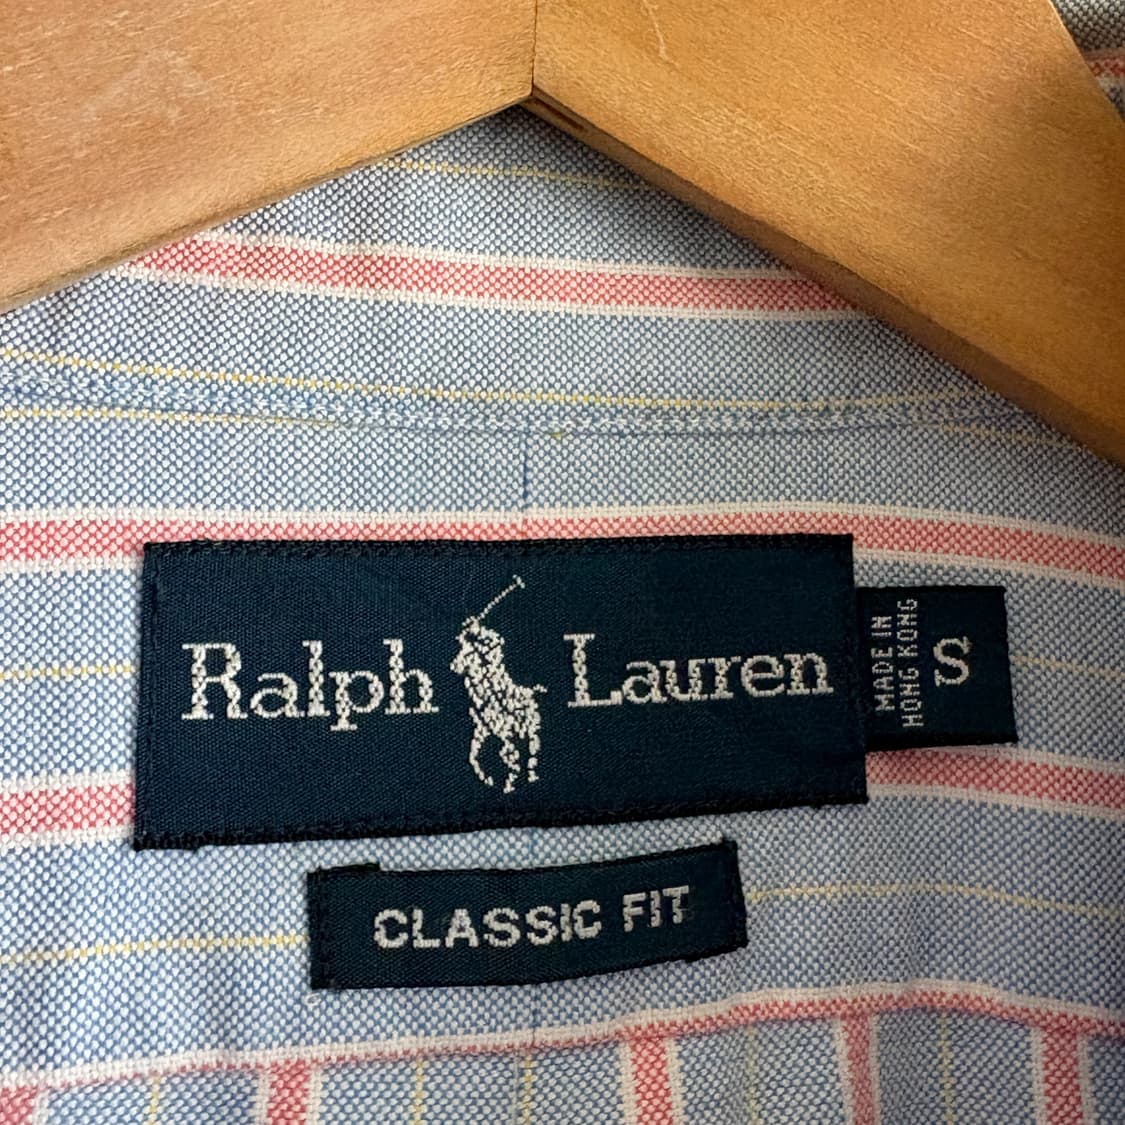 Ralph Lauren
MADE IN
HONG KONG
S
CLASSIC FIT